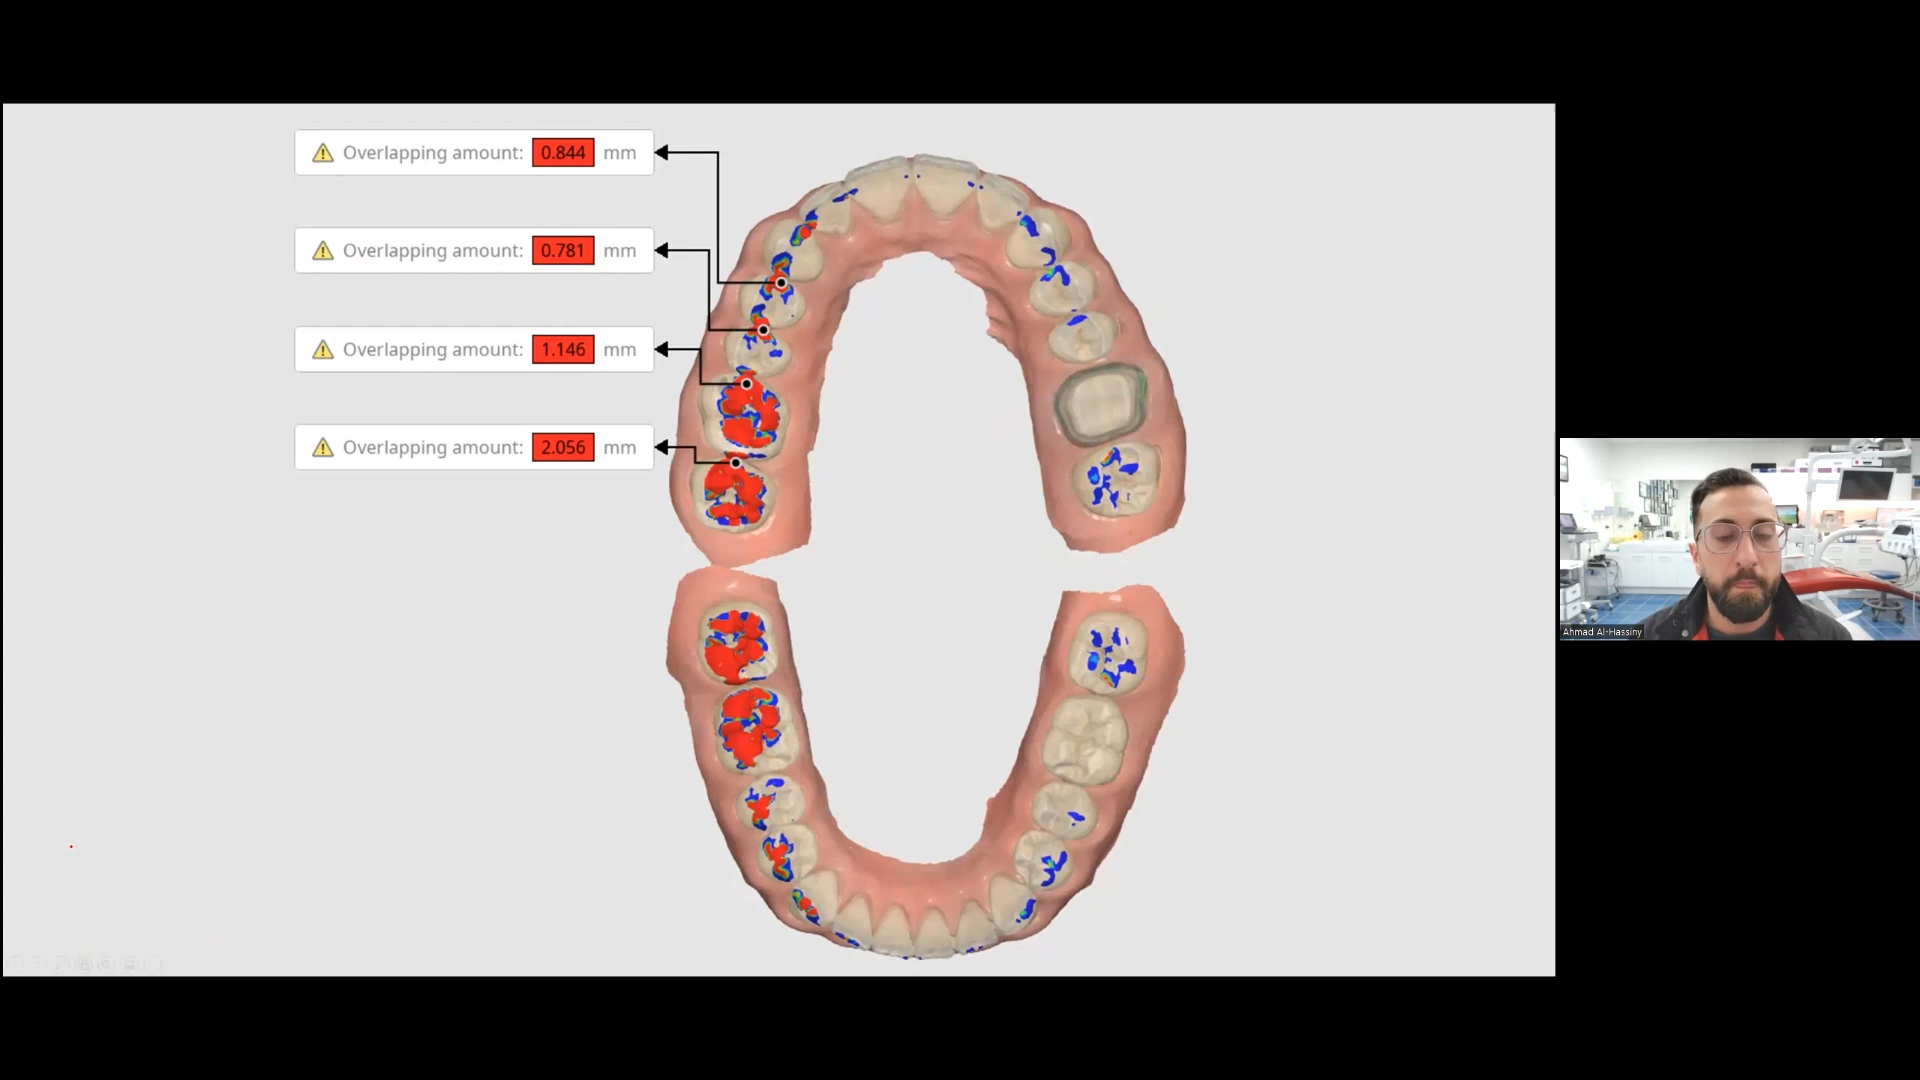 Overlapping amount: 0.844 mm
Overlapping amount: 0.781 mm
Overlapping amount: 1.146 mm
Overlapping amount: 2.056 mm
Ahmad Al-Hassiny